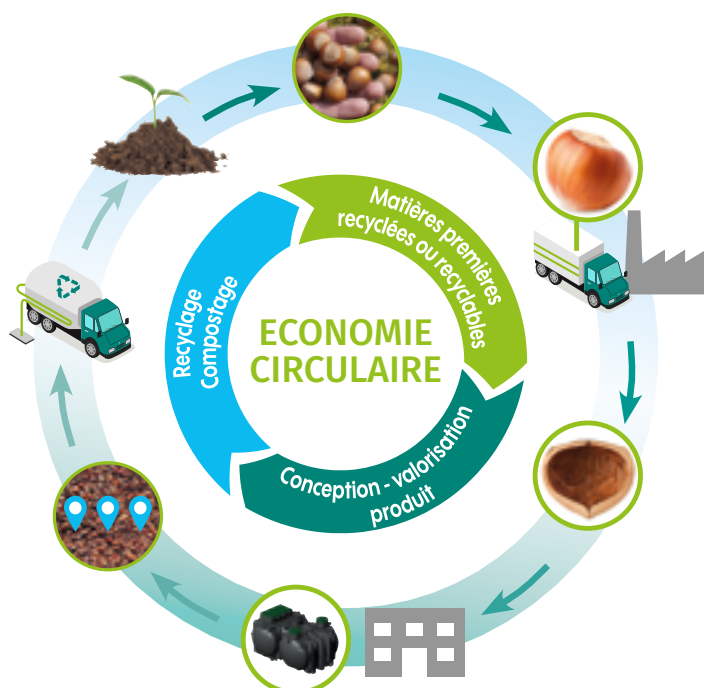 Matières premières
recyclées ou recyclables
ECONOMIE
CIRCULAIRE
Recyclage
Compostage
Conception - valorisation
produit